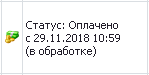 Статус: Оплачено
с 29.11.2018 10:59
(в обработке)